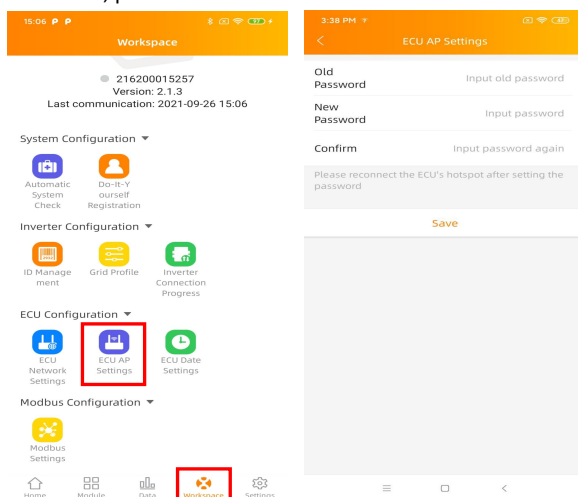 15:06
97
Workspace
216200015257
Version: 2.1.3
Last communication: 2021-09-26 15:06
System Configuration
Automatic
System
Check
Do-It-Y
ourself
Registration
Inverter Configuration
ID Manage
ment
Grid Profile
Inverter
Connection
Progress
ECU Configuration
ECU
Network
Settings
ECU AP
Settings
ECU Date
Settings
Modbus Configuration
Modbus
Settings
Home
Module
Data
Workspace
Settings
3:38 PM
ECU AP Settings
Old
Password
Input old password
New
Password
Input password
Confirm
Input password again
Please reconnect the ECU's hotspot after setting the
password
Save